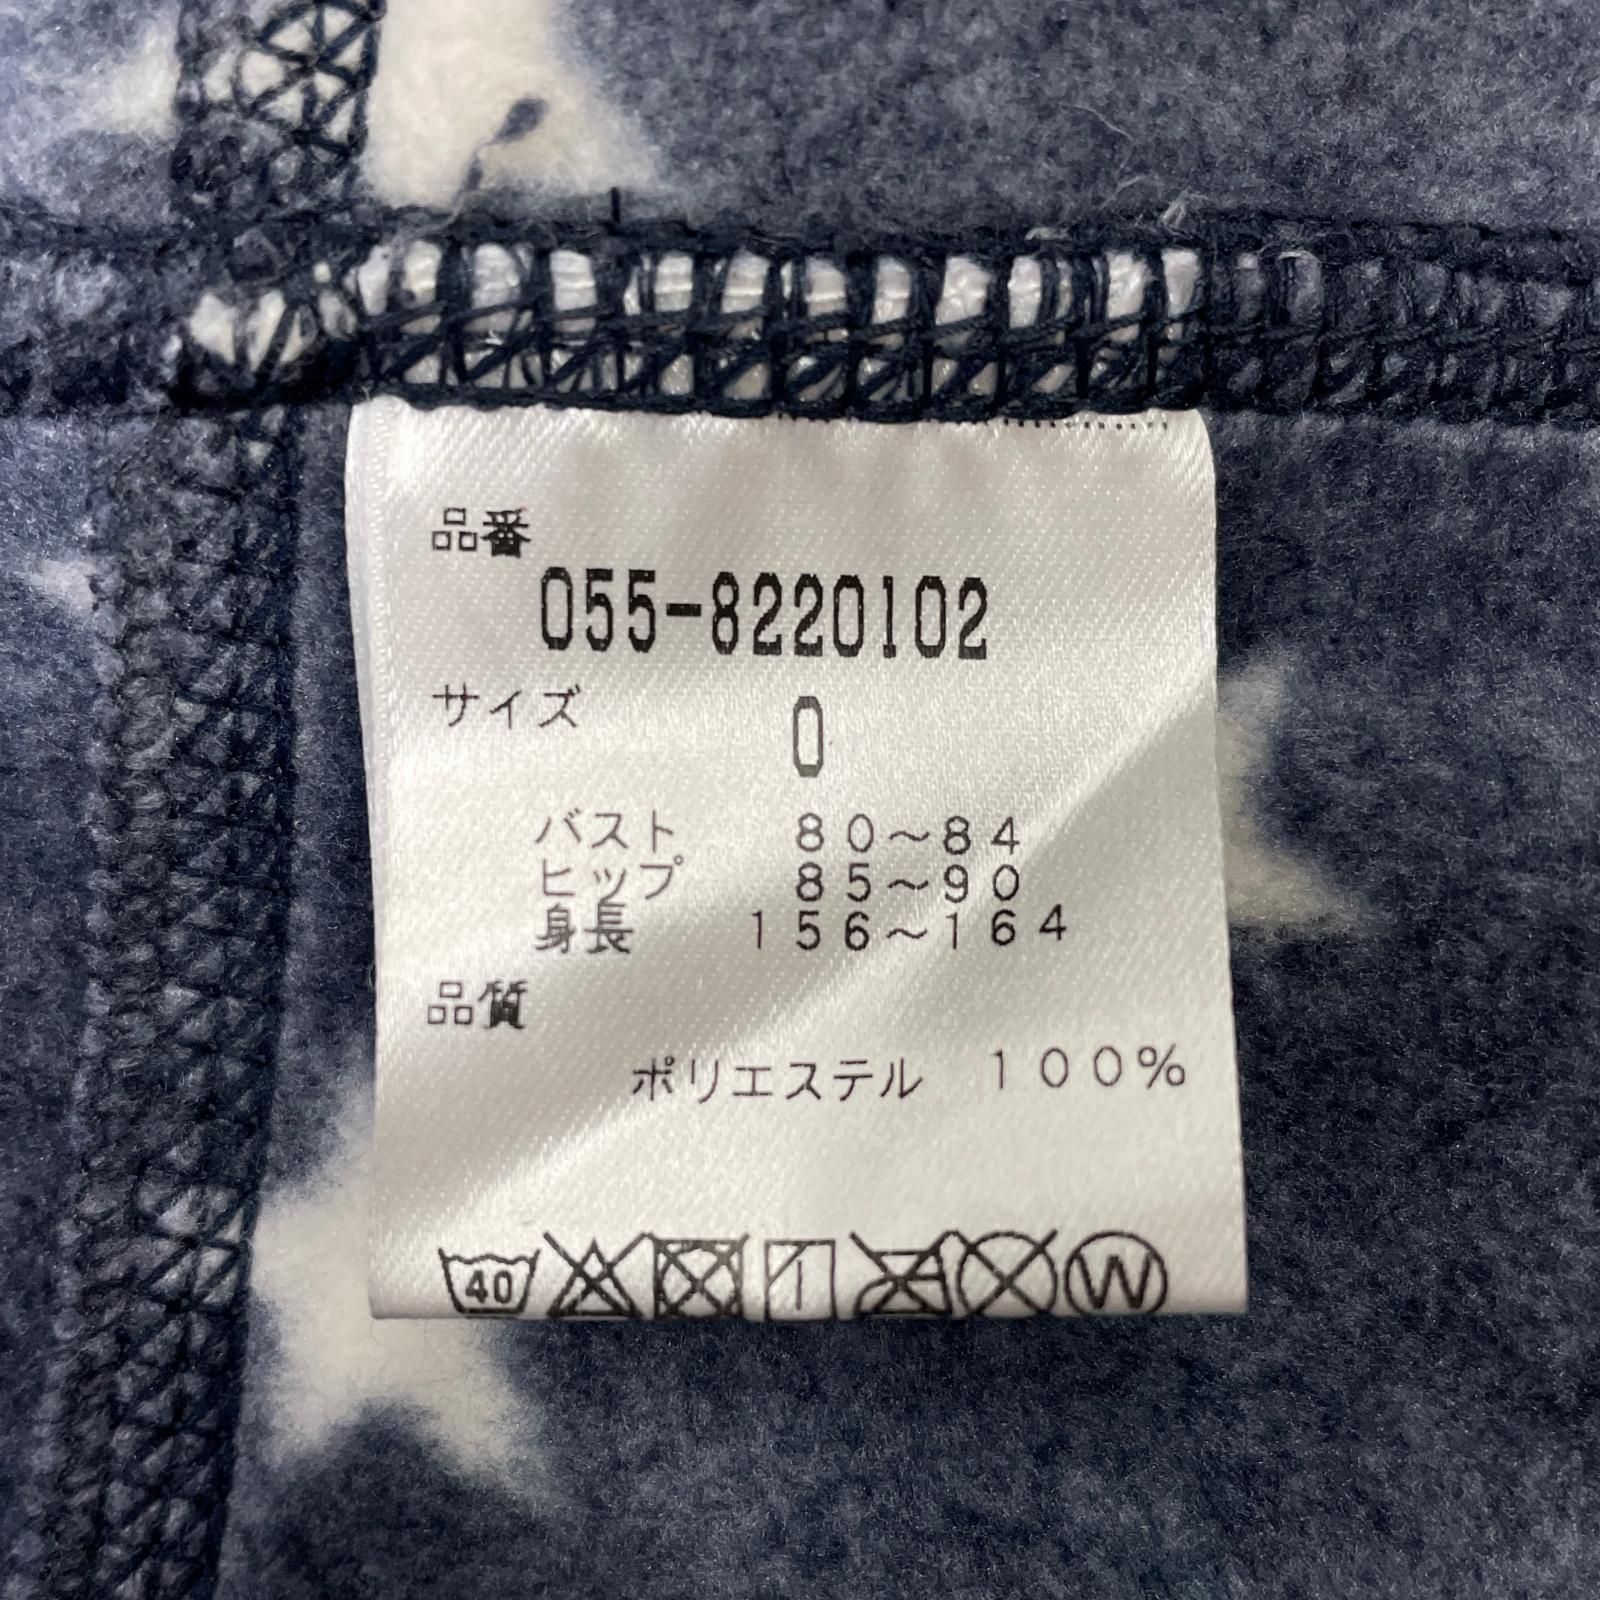 品番
055-8220102
サイズ 0
バスト 80～84
ヒップ 85～90
身長 156～164
品質
ポリエステル 100%
40 W